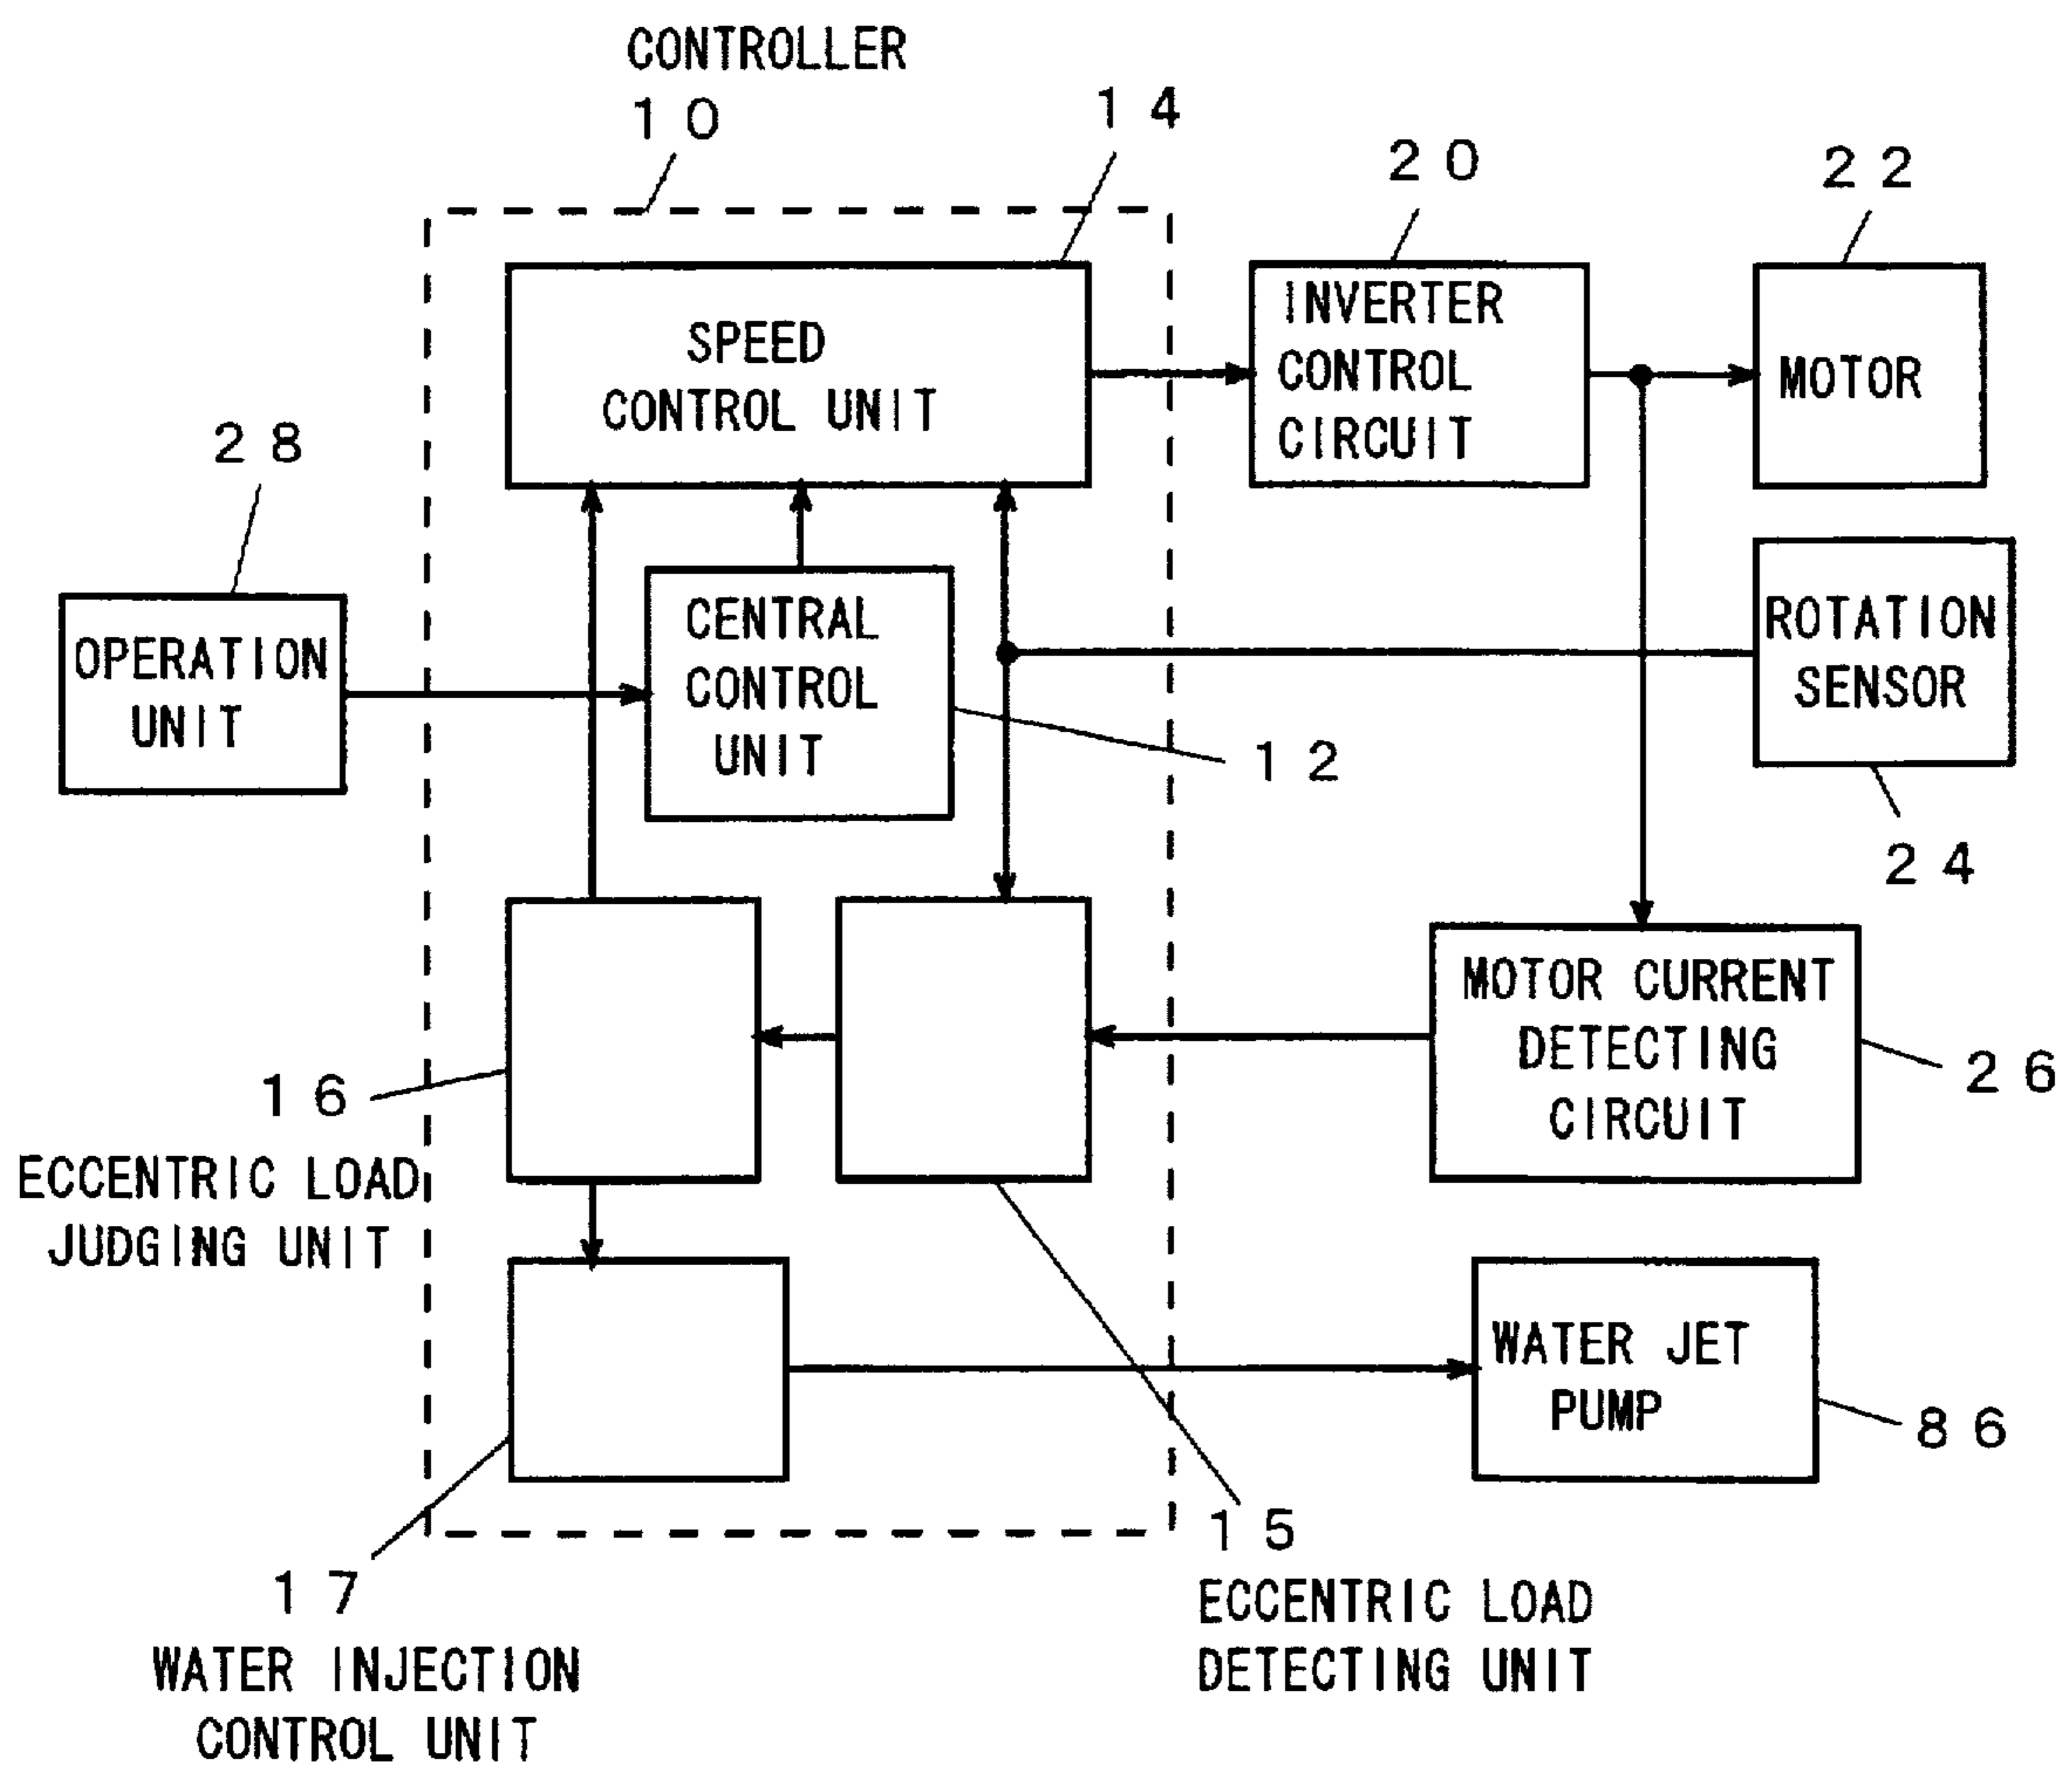 CONTROLLER
10
14
20
22
SPEED
CONTROL UNIT
INVERTER
CONTROL
CIRCUIT
MOTOR
28
OPERATION
UNIT
CENTRAL
CONTROL
UNIT
12
ROTATION
SENSOR
24
MOTOR CURRENT
DETECTING
CIRCUIT
26
16
ECCENTRIC LOAD
JUDGING UNIT
WATER JET
PUMP
86
15
ECCENTRIC LOAD
DETECTING UNIT
17
WATER INJECTION
CONTROL UNIT